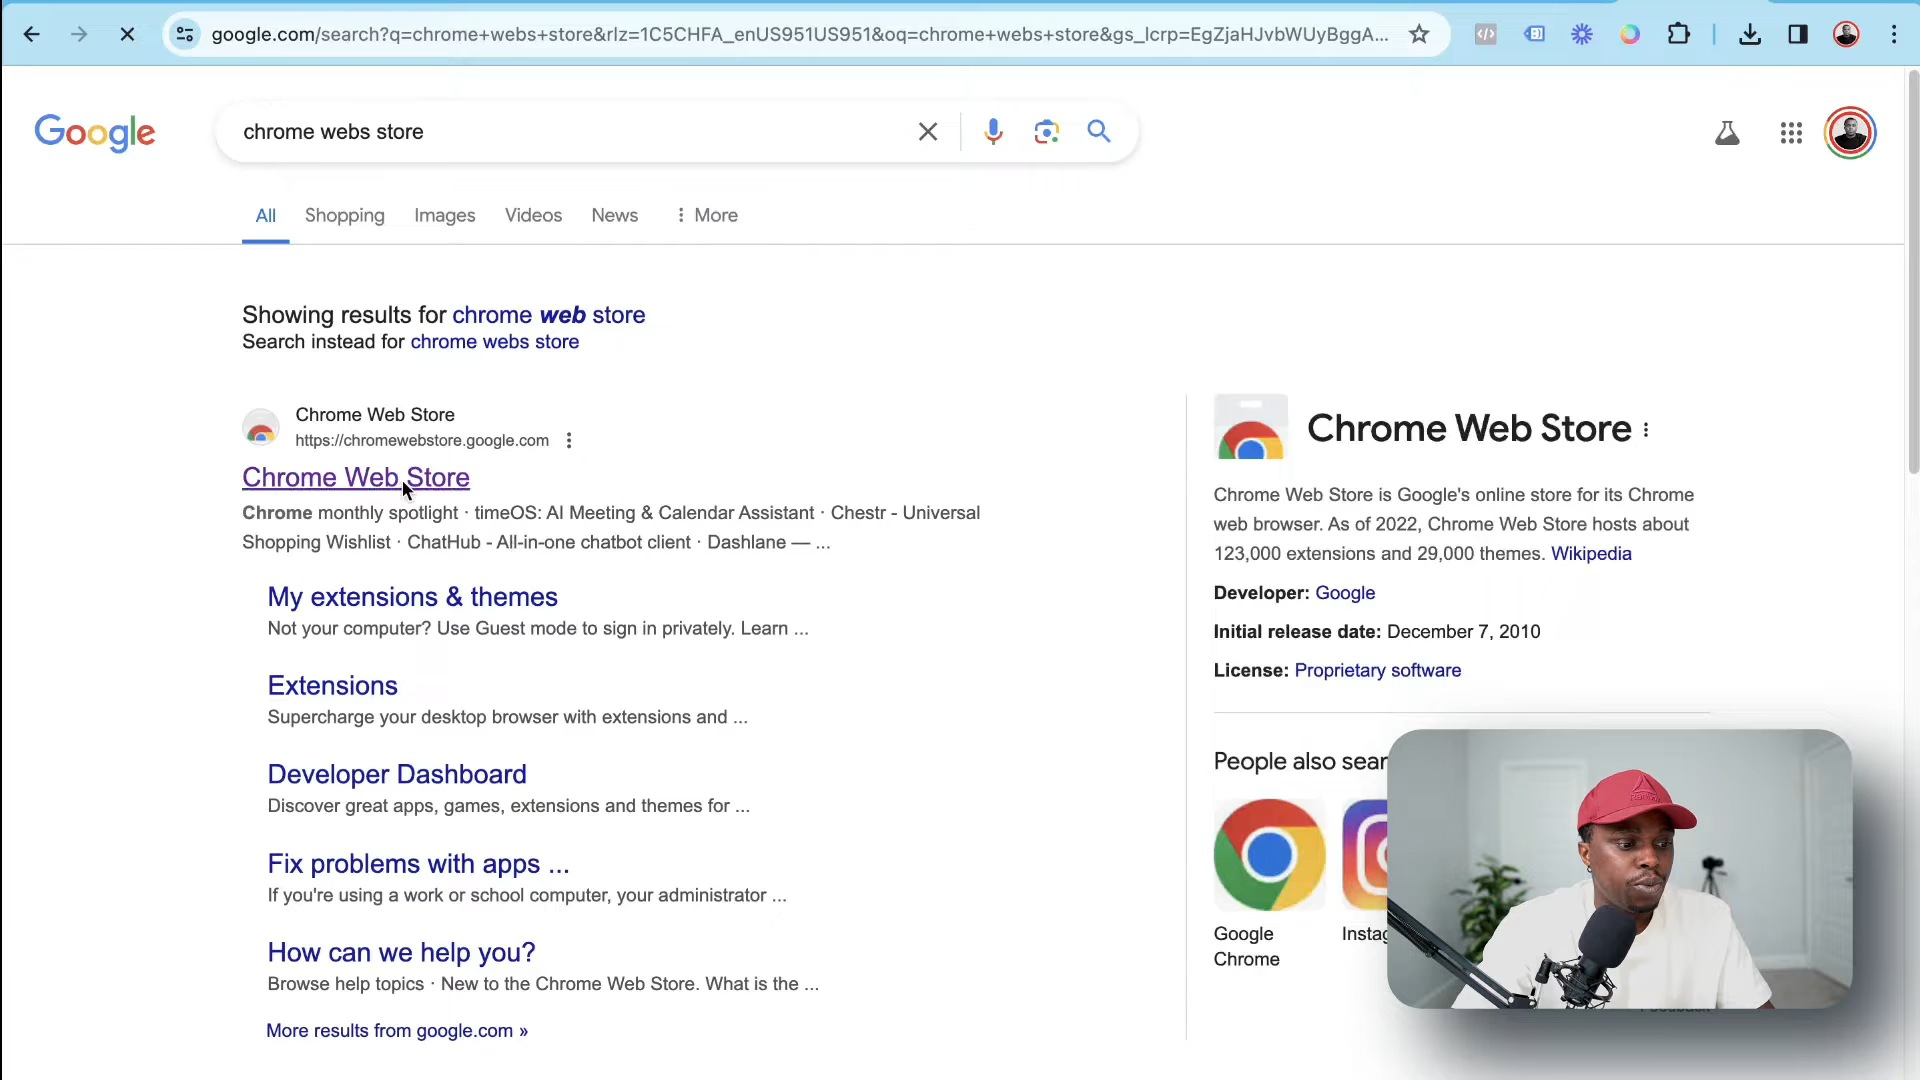 google.com/search?q=chrome+webs+store&rlz=1C5CHFA_enUS951US951&oq=chrome+webs+store&gs_lcrp=EgZjaHJvbWUyBggA...
Google
chrome webs store
All
Shopping
Images
Videos
News
More
Showing results for chrome web store
Search instead for chrome webs store
Chrome Web Store
https://chromewebstore.google.com
Chrome Web Store
Chrome monthly spotlight · timeOS: AI Meeting & Calendar Assistant · Chestr - Universal
Shopping Wishlist · ChatHub - All-in-one chatbot client · Dashlane — ...
My extensions & themes
Not your computer? Use Guest mode to sign in privately. Learn ...
Extensions
Supercharge your desktop browser with extensions and ...
Developer Dashboard
Discover great apps, games, extensions and themes for ...
Fix problems with apps ...
If you're using a work or school computer, your administrator ...
How can we help you?
Browse help topics · New to the Chrome Web Store. What is the ...
More results from google.com »
Chrome Web Store
Chrome Web Store is Google's online store for its Chrome
web browser. As of 2022, Chrome Web Store hosts about
123,000 extensions and 29,000 themes. Wikipedia
Developer: Google
Initial release date: December 7, 2010
License: Proprietary software
People also sear
Google
Chrome
Instag